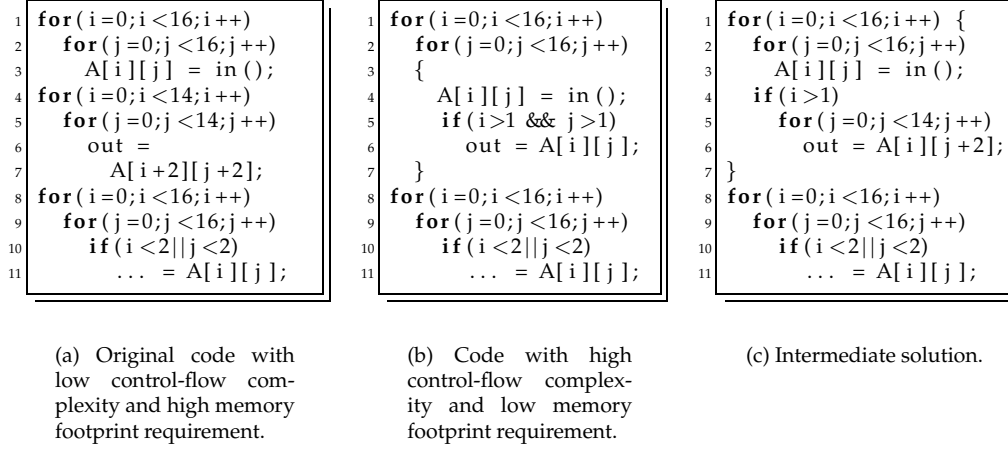 1 for(i=0;i<16;i++)
2 for(j=0;j<16;j++)
3 A[i][j] = in();
4 for(i=0;i<14;i++)
5 for(j=0;j<14;j++)
6 out =
7 A[i+2][j+2];
8 for(i=0;i<16;i++)
9 for(j=0;j<16;j++)
10 if(i<2||j<2)
11 ... = A[i][j];
(a) Original code with
low control-flow com-
plexity and high memory
footprint requirement.
1 for(i=0;i<16;i++)
2 for(j=0;j<16;j++)
3 {
4 A[i][j] = in();
5 if(i>1 && j>1)
6 out = A[i][j];
7 }
8 for(i=0;i<16;i++)
9 for(j=0;j<16;j++)
10 if(i<2||j<2)
11 ... = A[i][j];
(b) Code with high
control-flow complex-
ity and low memory
footprint requirement.
1 for(i=0;i<16;i++) {
2 for(j=0;j<16;j++)
3 A[i][j] = in();
4 if(i>1)
5 for(j=0;j<14;j++)
6 out = A[i][j+2];
7 }
8 for(i=0;i<16;i++)
9 for(j=0;j<16;j++)
10 if(i<2||j<2)
11 ... = A[i][j];
(c) Intermediate solution.